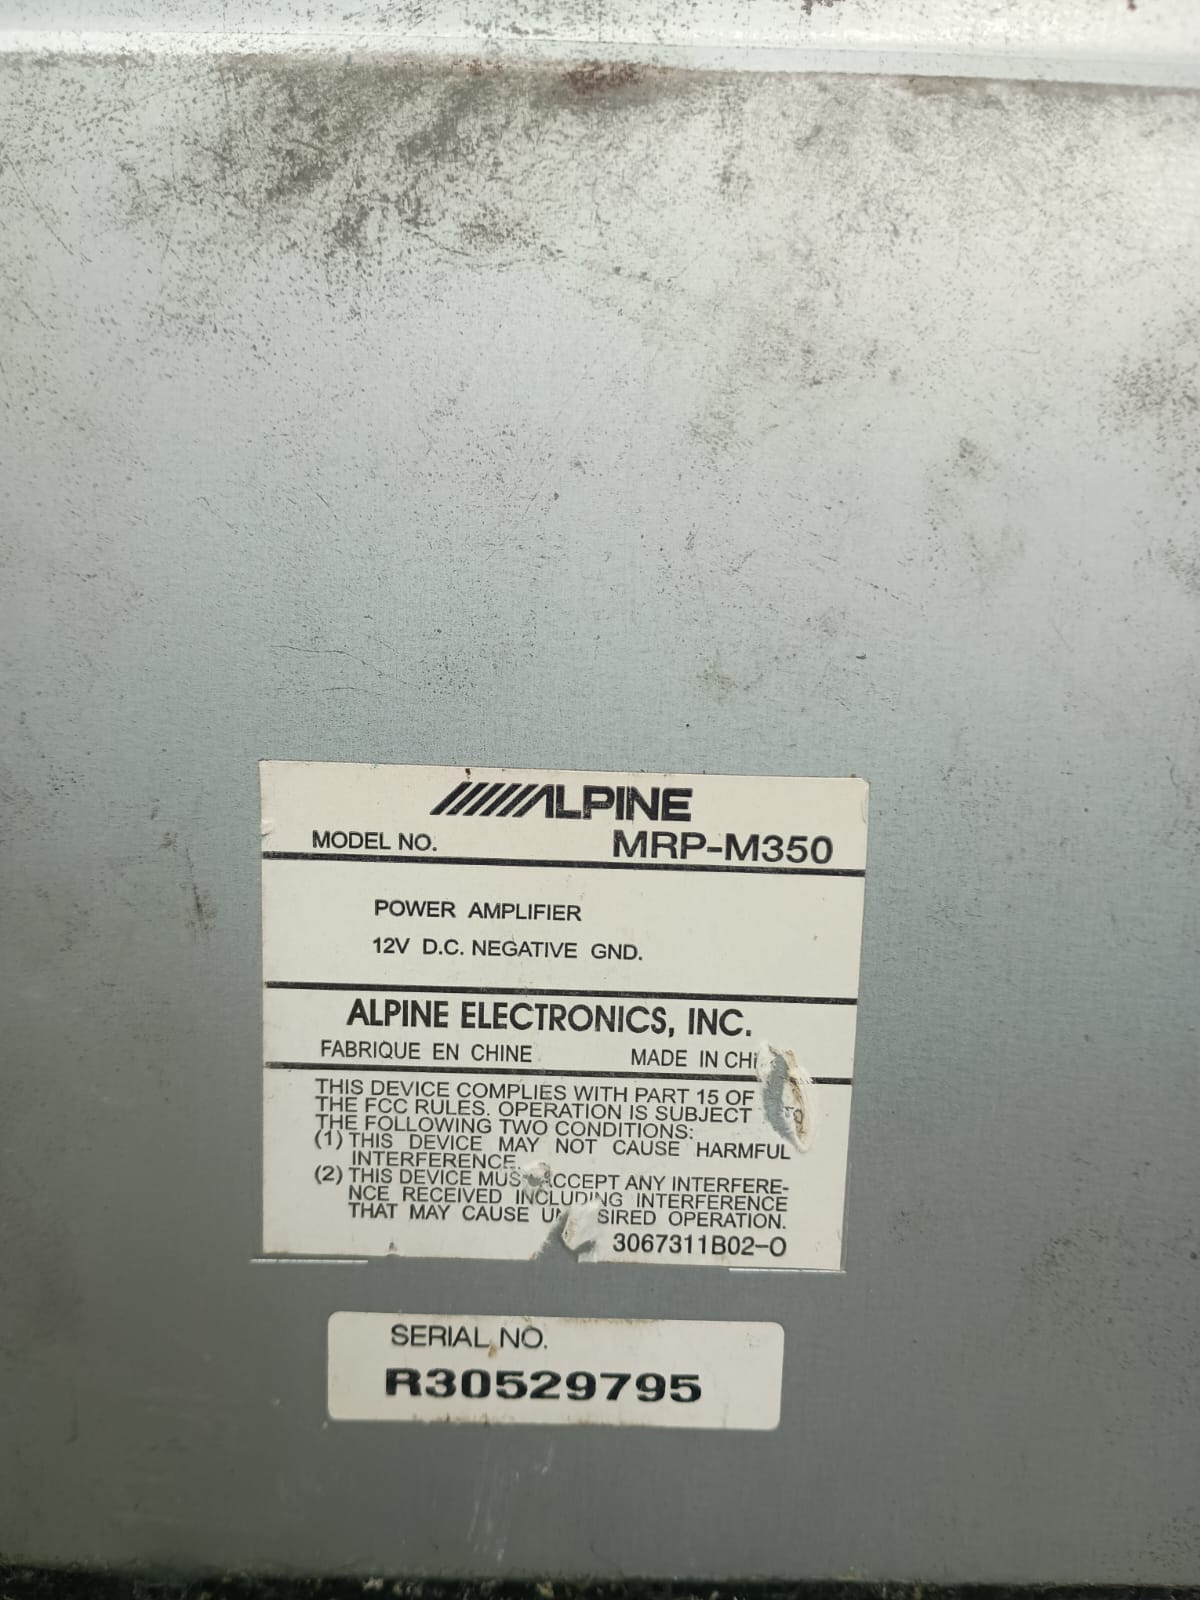 ALPINE
MODEL NO. MRP-M350
POWER AMPLIFIER
12V D.C. NEGATIVE GND.
ALPINE ELECTRONICS, INC.
FABRIQUE EN CHINE MADE IN
THIS DEVICE COMPLIES WITH PART 15 OF
THE FCC RULES. OPERATION IS SUBJECT
THE FOLLOWING TWO CONDITIONS:
(1) THIS DEVICE MAY NOT CAUSE HARMFUL
INTERFERENCE.
(2) THIS DEVICE MUST ACCEPT ANY INTERFERE-
NCE RECEIVED INCLUDING INTERFERENCE
THAT MAY CAUSE OPERATION.
3067311B02-O
SERIAL NO.
R30529795